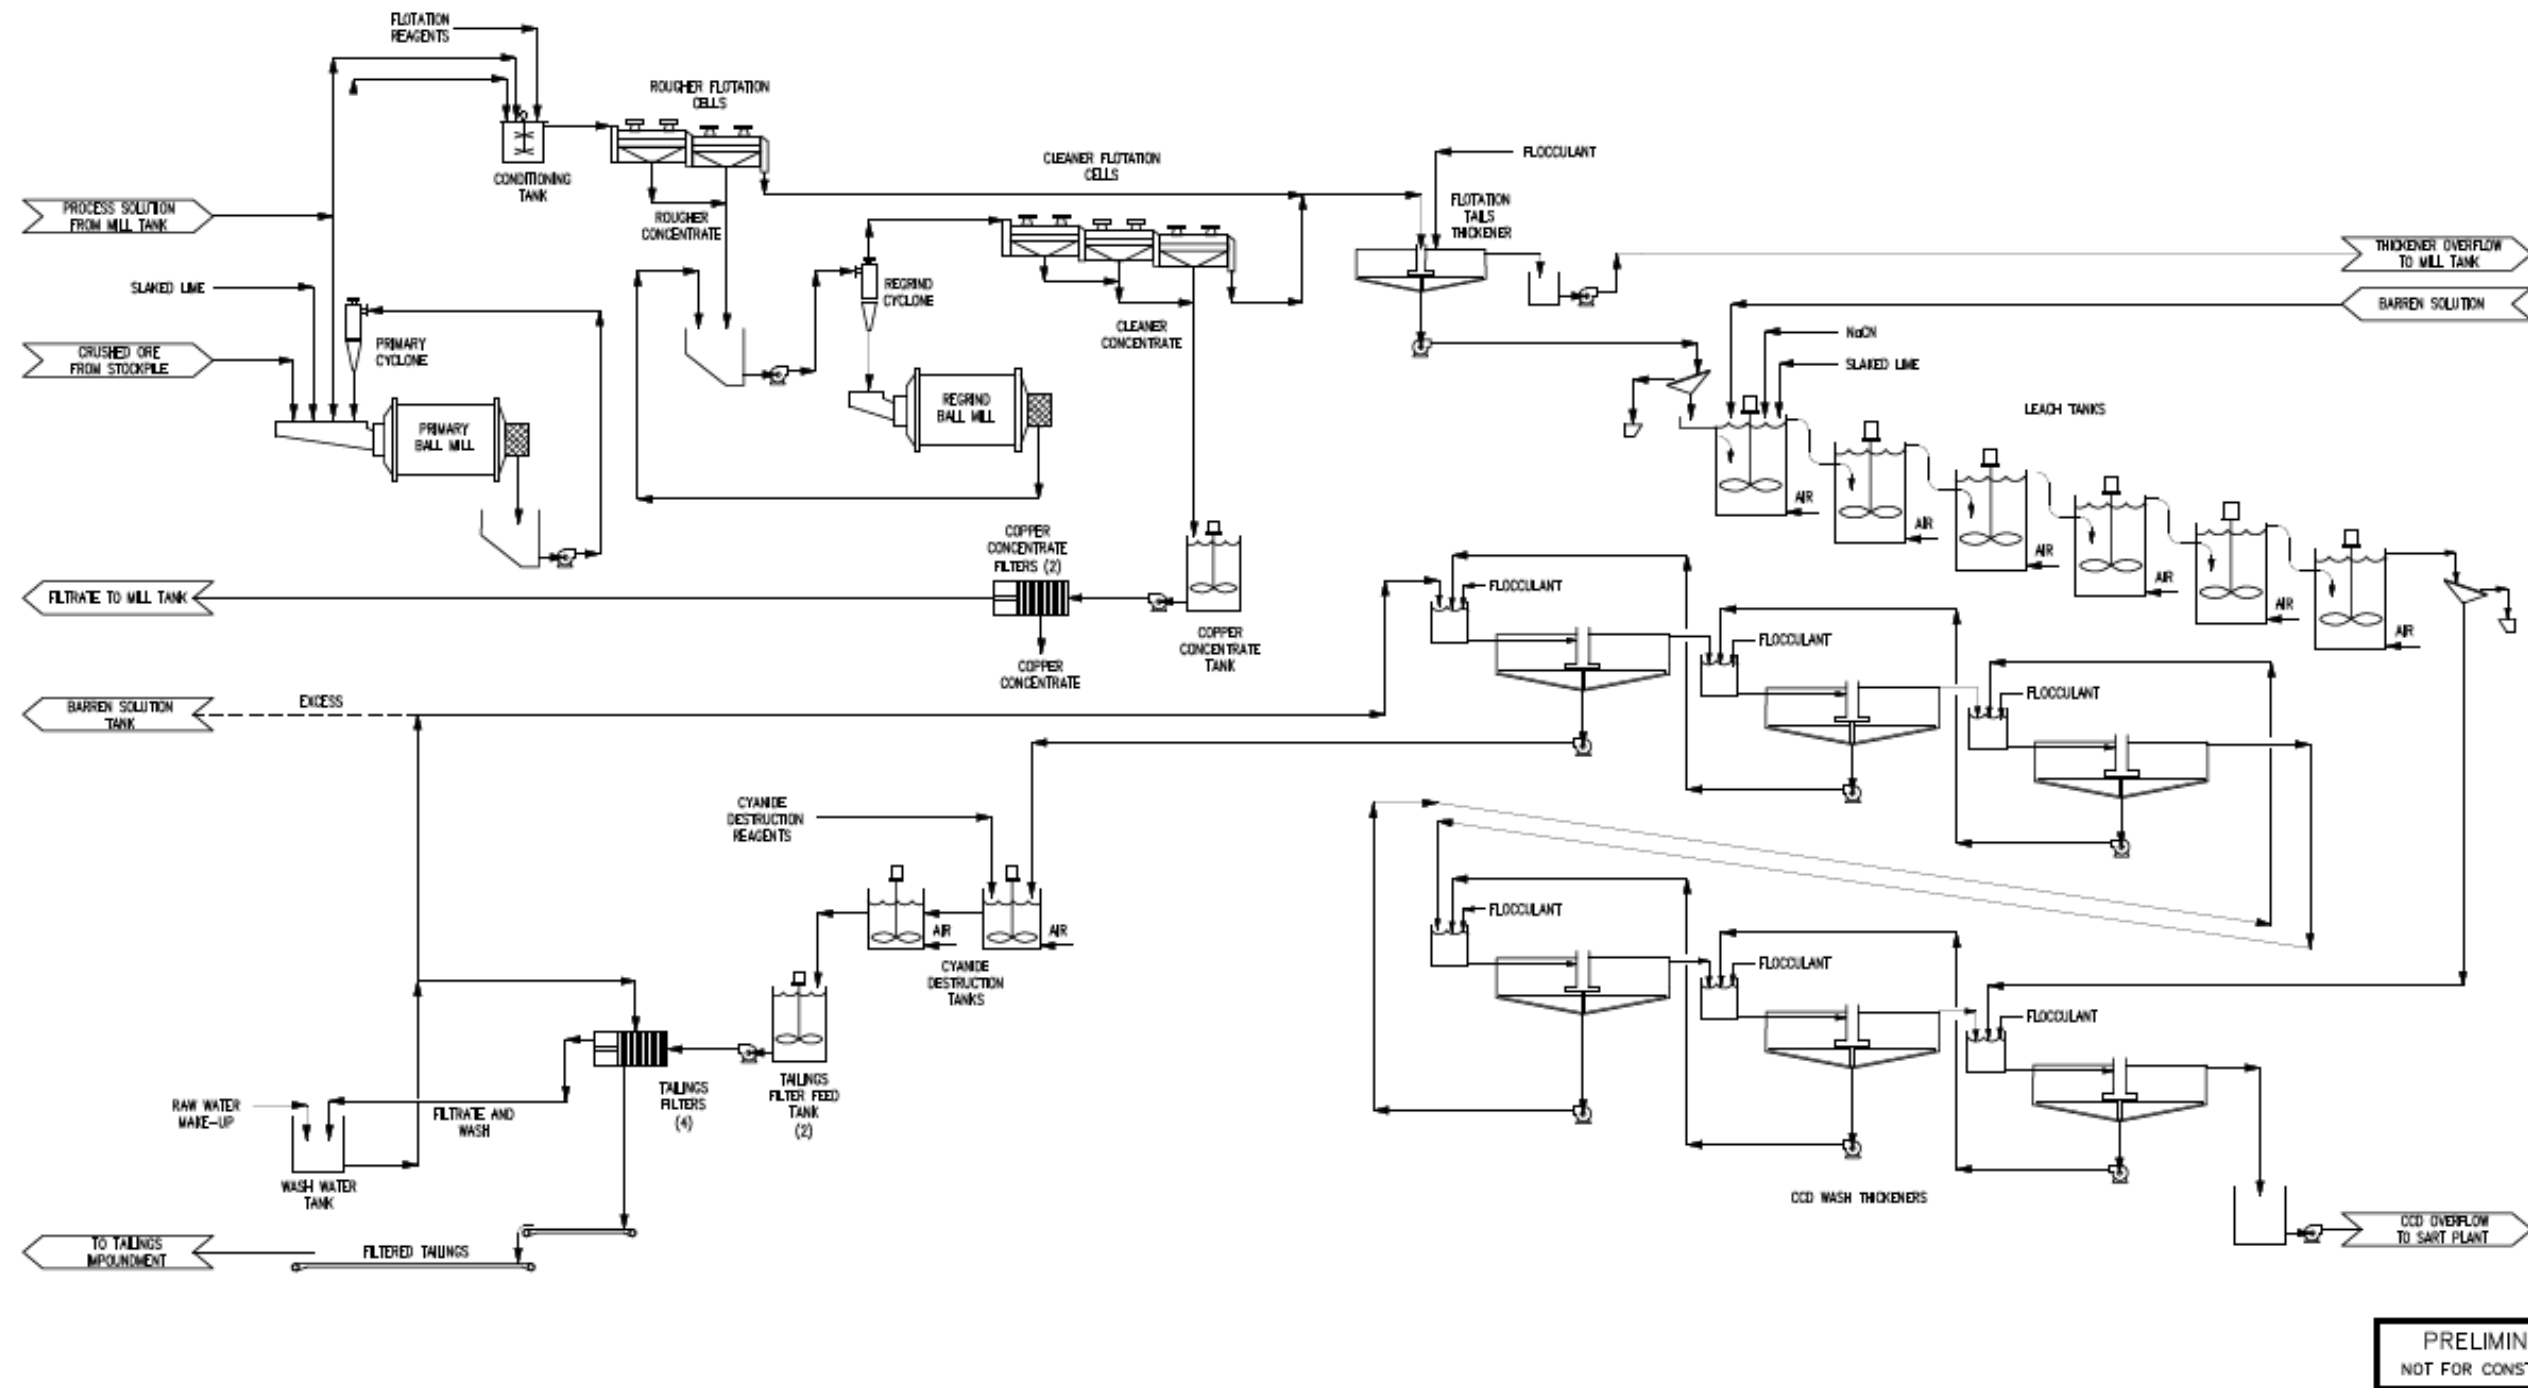 FLOTATION
REAGENTS
ROUGHER FLOTATION
CELLS
CONDITIONING
TANK
CLEANER FLOTATION
CELLS
FLOCCULANT
PROCESS SOLUTION
FROM MILL TANK
ROUGHER
CONCENTRATE
FLOTATION
TAILS
THICKENER
THICKENER OVERFLOW
TO MILL TANK
SLAKED LIME
REGRIND
CYCLONE
BARREN SOLUTION
PRIMARY
CYCLONE
CLEANER
CONCENTRATE
NaCN
CRUSHED ORE
FROM STOCKPILE
SLAKED LIME
REGRIND
BALL MILL
LEACH TANKS
PRIMARY
BALL MILL
AIR
AIR
AIR
AIR
AIR
AIR
COPPER
CONCENTRATE
FILTERS (2)
FILTRATE TO MILL TANK
FLOCCULANT
COPPER
CONCENTRATE
TANK
COPPER
CONCENTRATE
FLOCCULANT
FLOCCULANT
BARREN SOLUTION
TANK
EXCESS
CYANIDE
DESTRUCTION
REAGENTS
FLOCCULANT
AIR
AIR
CYANIDE
DESTRUCTION
TANKS
FLOCCULANT
FLOCCULANT
TAILINGS
FILTERS
(4)
TAILINGS
FILTER FEED
TANK
(2)
RAW WATER
MAKE-UP
FILTRATE AND
WASH
WASH WATER
TANK
CCD WASH THICKENERS
CCD OVERFLOW
TO SART PLANT
TO TAILINGS
IMPOUNDMENT
FILTERED TAILINGS
PRELIMIN
NOT FOR CONST